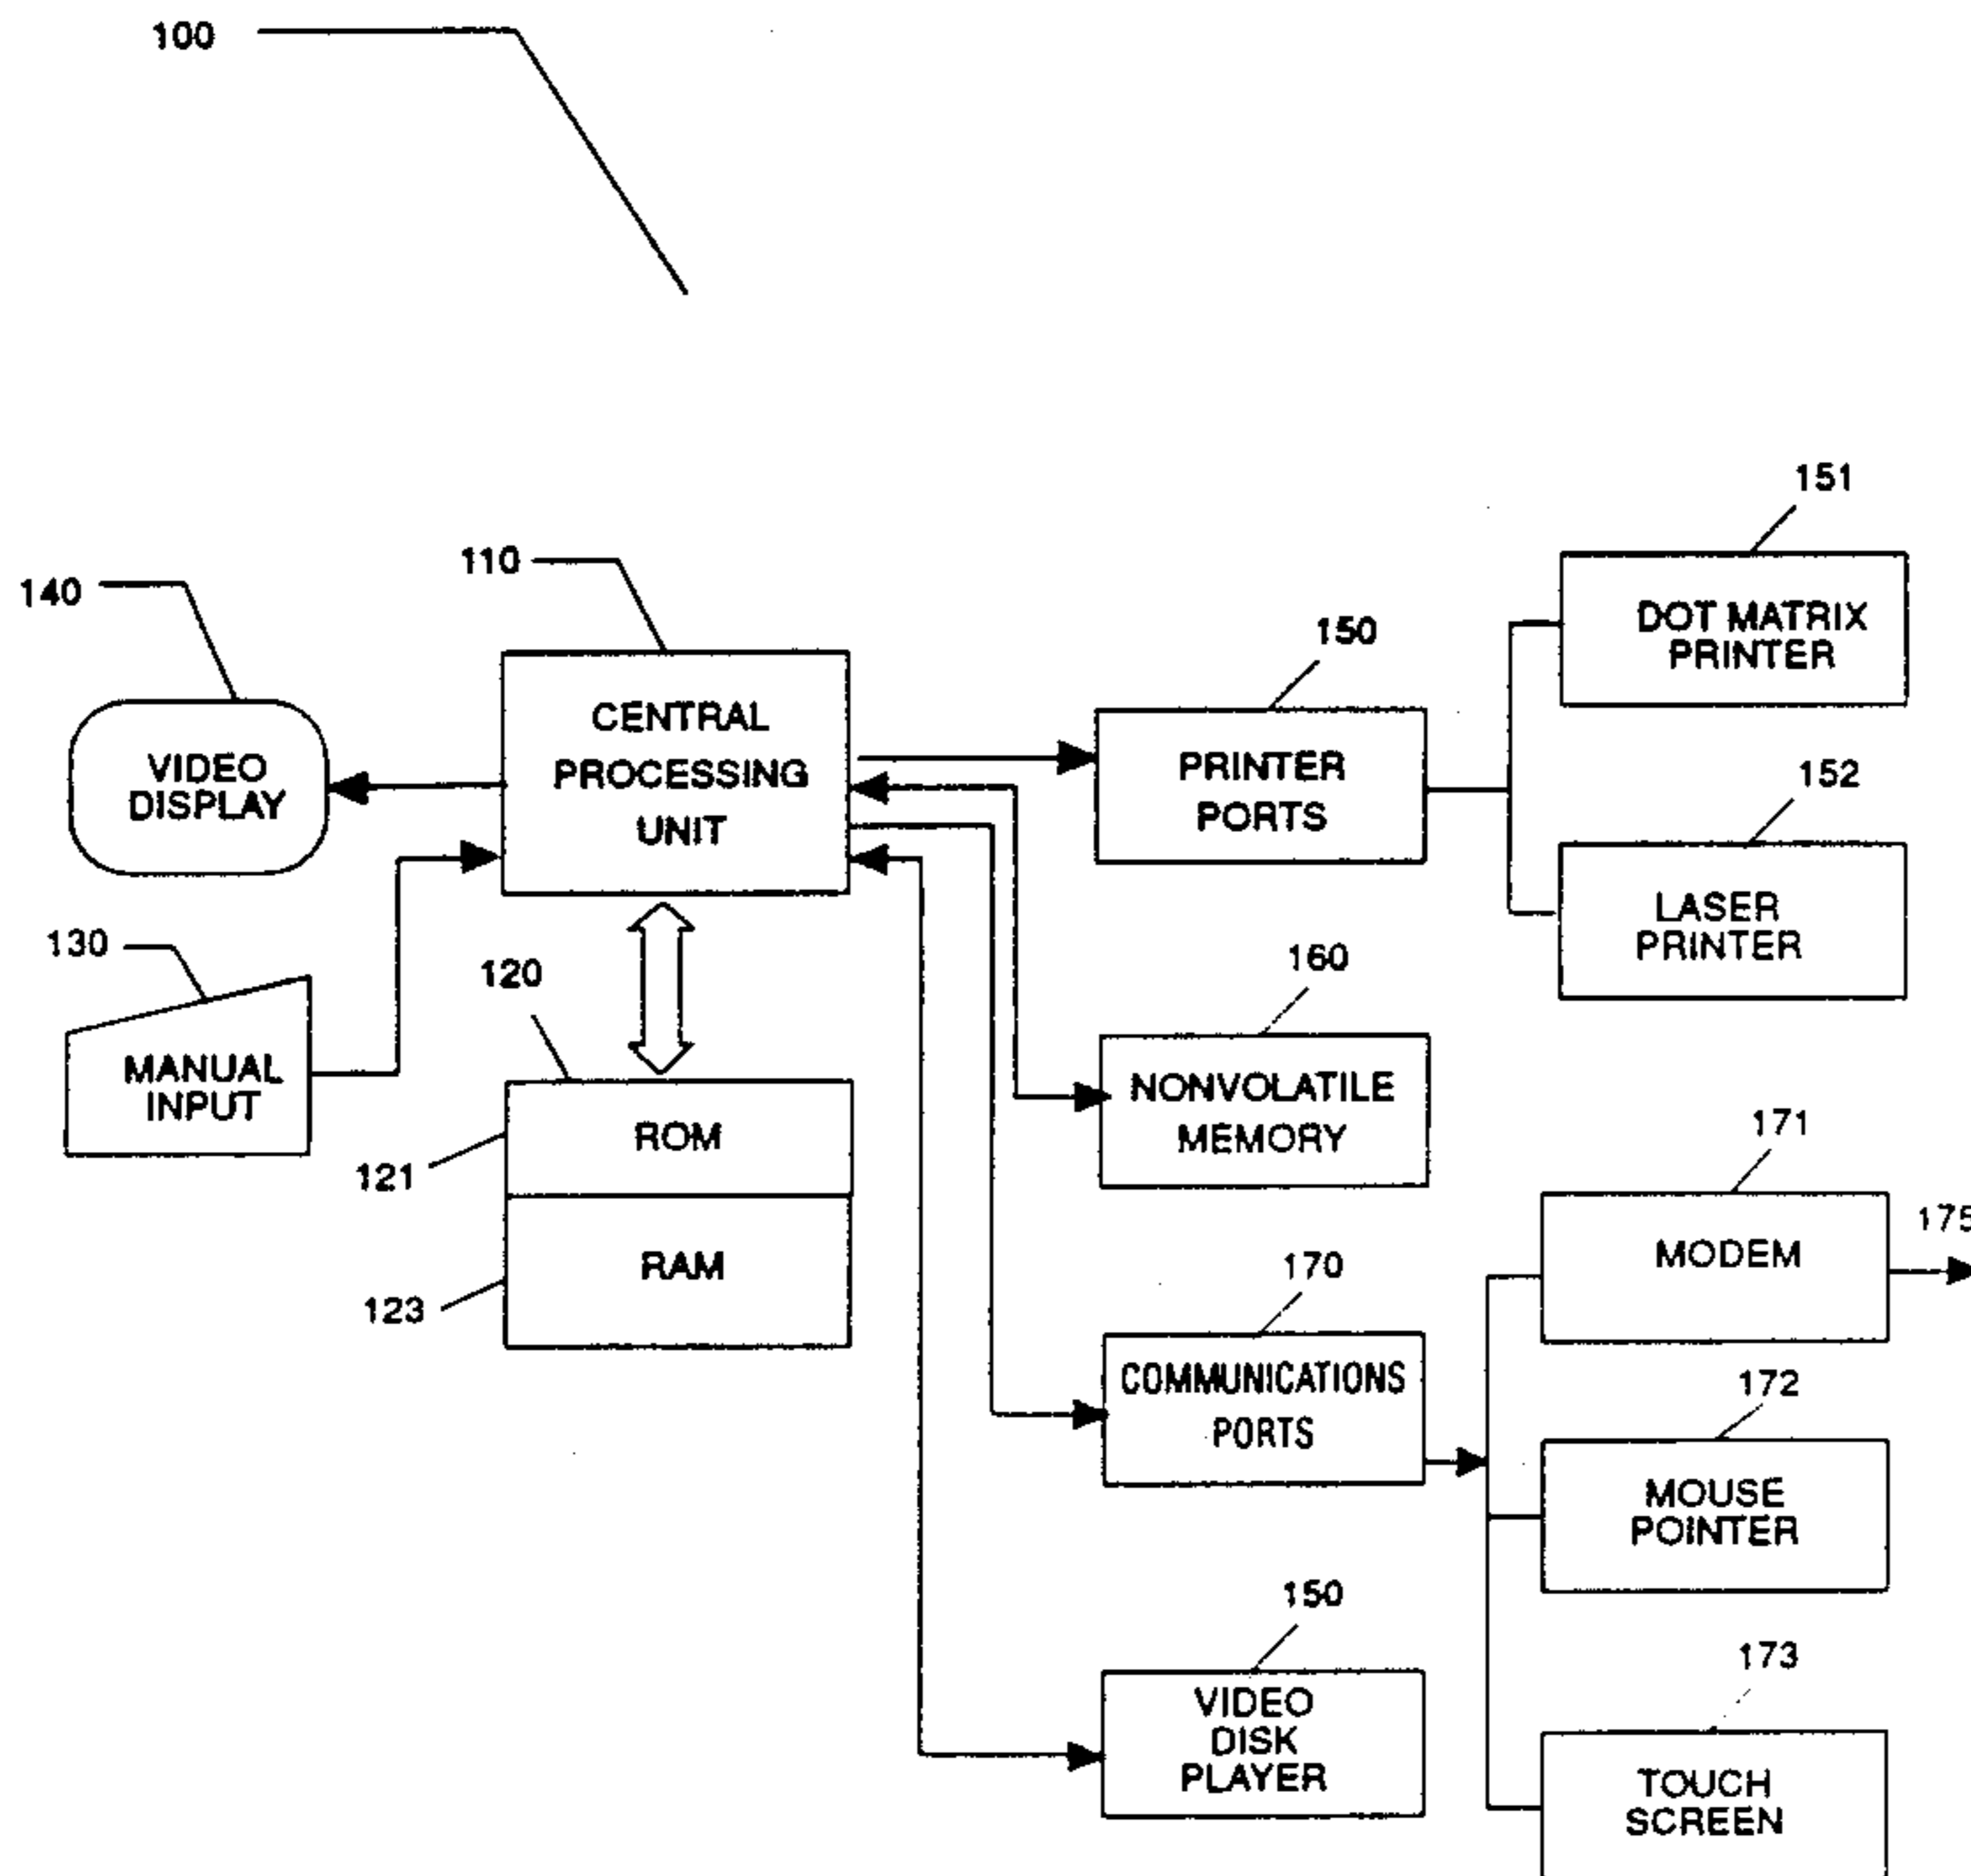 100
151
110
140
150
DOT MATRIX
PRINTER
CENTRAL
PROCESSING
UNIT
VIDEO
DISPLAY
PRINTER
PORTS
152
LASER
PRINTER
130
120
160
MANUAL
INPUT
ROM
NONVOLATILE
MEMORY
121
171
175
MODEM
RAM
123
170
COMMUNICATIONS
PORTS
172
MOUSE
POINTER
150
173
VIDEO
DISK
PLAYER
TOUCH
SCREEN